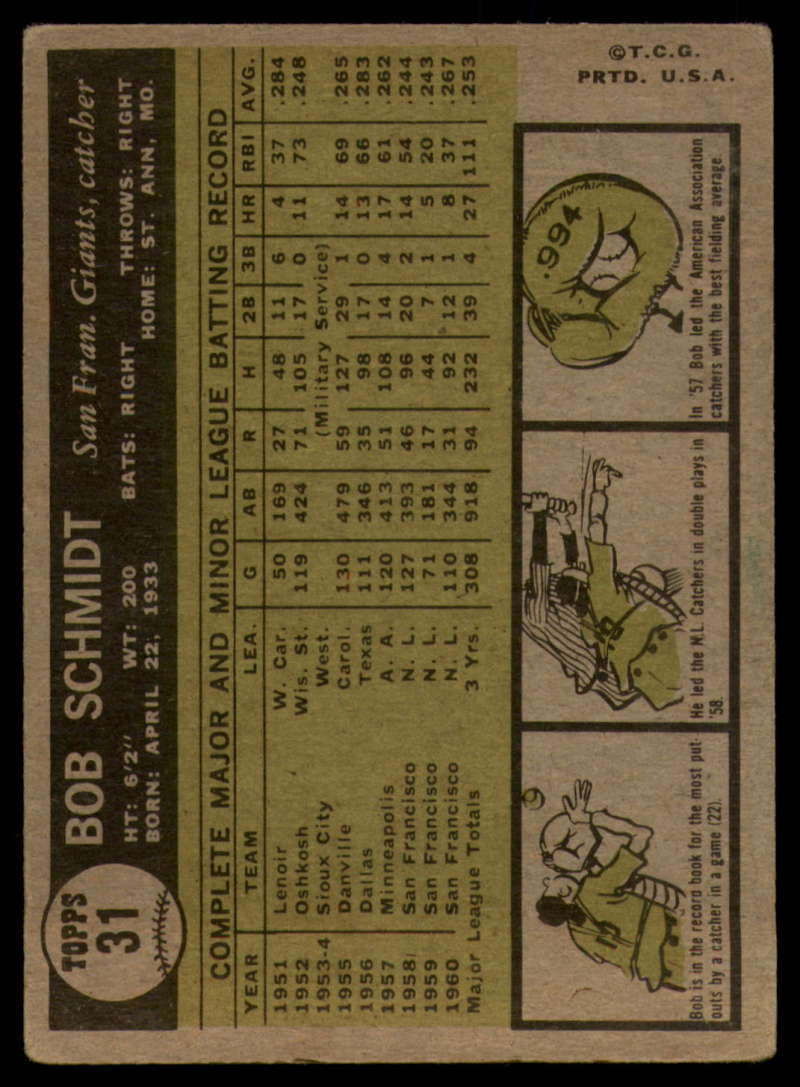 TOPPS
31
BOB SCHMIDT San Fran. Giants, catcher
HT: 6'2" WT: 200 BATS: RIGHT THROWS: RIGHT
BORN: APRIL 22, 1933 HOME: ST. ANN, MO.
COMPLETE MAJOR AND MINOR LEAGUE BATTING RECORD
YEAR TEAM LEA. G AB R H 2B 3B HR RBI AVG.
1951 Lenoir W. Car. 50 169 27 48 11 6 4 37 .284
1952 Oshkosh Wis. St. 119 424 71 105 17 0 11 73 .248
1953-4 Sioux City West. (Military Service)
1955 Danville Carol. 130 479 59 127 29 1 14 69 .265
1956 Dallas Texas 111 346 35 98 17 0 13 66 .283
1957 Minneapolis A. A. 120 413 51 108 14 4 17 61 .262
1958 San Francisco N. L. 127 393 46 96 20 2 14 54 .244
1959 San Francisco N. L. 71 181 17 44 7 1 5 20 .243
1960 San Francisco N. L. 110 344 31 92 12 1 8 37 .267
Major League Totals 3 Yrs. 308 918 94 232 39 4 27 111 .253
Bob is in the record book for the most put-
outs by a catcher in a game (22).
He led the N.L. Catchers in double plays in
'58.
.994
In '57 Bob led the American Association
catchers with the best fielding average.
©T.C.G.
PRTD. U.S.A.